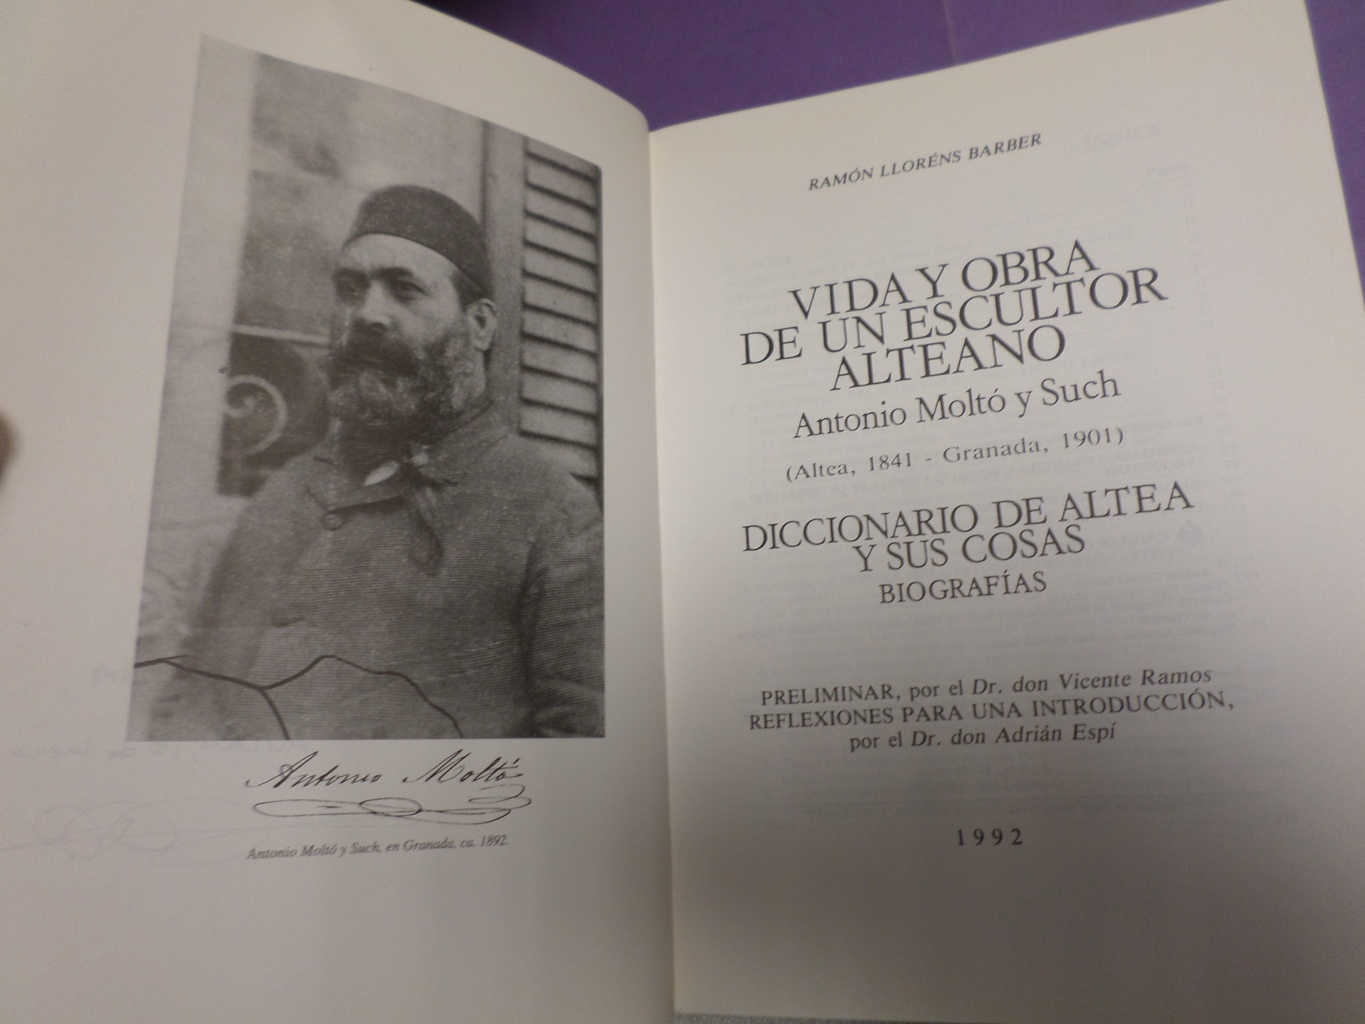 Antonio Moltó
Antonio Moltó y Such, en Granada, ca. 1892.
RAMÓN LLORÉNS BARBER
VIDA Y OBRA
DE UN ESCULTOR
ALTEANO
Antonio Moltó y Such
(Altea, 1841 - Granada, 1901)
DICCIONARIO DE ALTEA
Y SUS COSAS
BIOGRAFÍAS
PRELIMINAR, por el Dr. don Vicente Ramos
REFLEXIONES PARA UNA INTRODUCCIÓN,
por el Dr. don Adrián Espí
1992